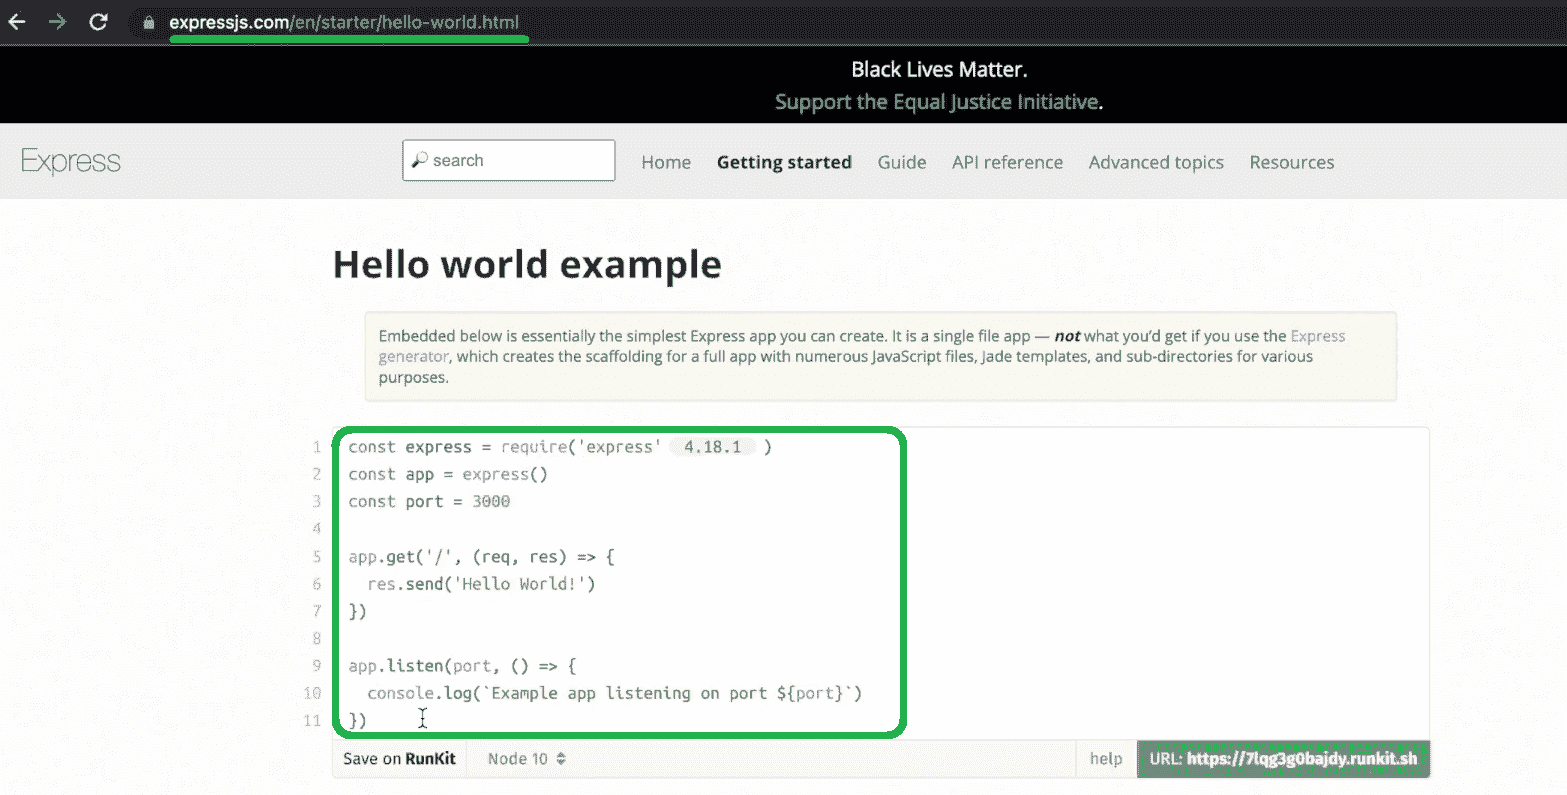 expressjs.com/en/starter/hello-world.html
Black Lives Matter.
Support the Equal Justice Initiative.
Express
search
Home Getting started Guide API reference Advanced topics Resources
Hello world example
Embedded below is essentially the simplest Express app you can create. It is a single file app — not what you’d get if you use the Express
generator, which creates the scaffolding for a full app with numerous JavaScript files, Jade templates, and sub-directories for various
purposes.
1 const express = require('express' 4.18.1 )
2 const app = express()
3 const port = 3000
4
5 app.get('/', (req, res) => {
6   res.send('Hello World!')
7 })
8
9 app.listen(port, () => {
10   console.log(`Example app listening on port ${port}`)
11 })
Save on RunKit Node 10 help URL: https://7lqg3g0bajdy.runkit.sh